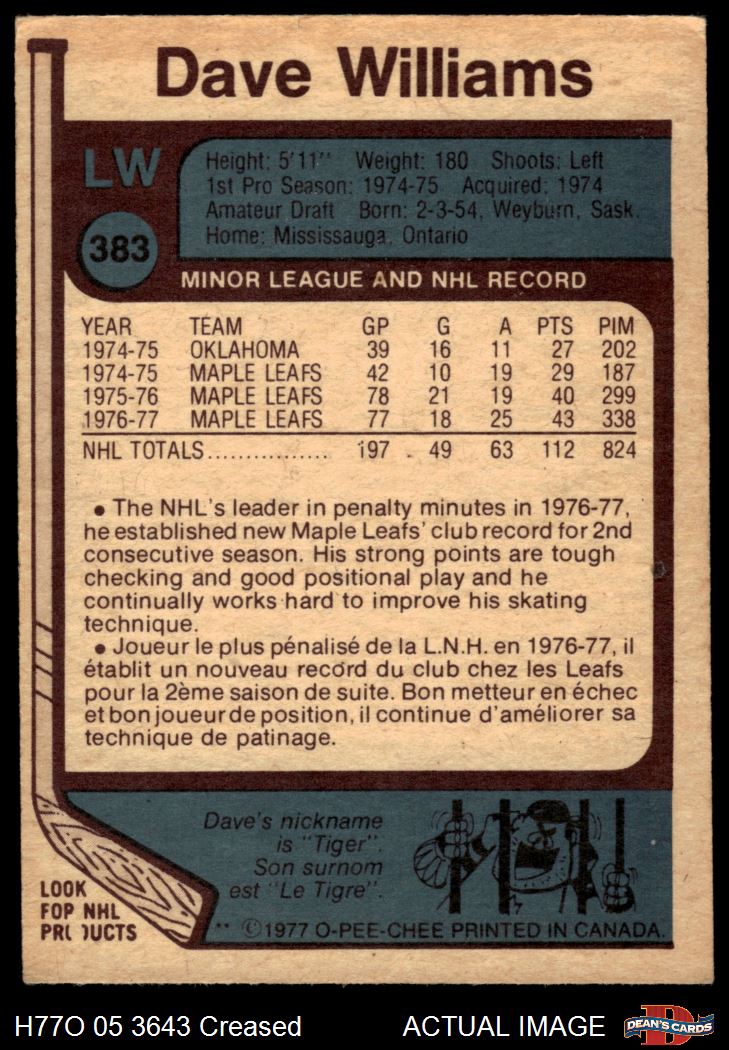 Dave Williams
LW
383
Height: 5'11" Weight: 180 Shoots: Left
1st Pro Season: 1974-75 Acquired: 1974
Amateur Draft Born: 2-3-54, Weyburn, Sask.
Home: Mississauga, Ontario
MINOR LEAGUE AND NHL RECORD
YEAR TEAM GP G A PTS PIM
1974-75 OKLAHOMA 39 16 11 27 202
1974-75 MAPLE LEAFS 42 10 19 29 187
1975-76 MAPLE LEAFS 78 21 19 40 299
1976-77 MAPLE LEAFS 77 18 25 43 338
NHL TOTALS................ 197 49 63 112 824
• The NHL's leader in penalty minutes in 1976-77,
he established new Maple Leafs' club record for 2nd
consecutive season. His strong points are tough
checking and good positional play and he
continually works hard to improve his skating
technique.
• Joueur le plus pénalisé de la L.N.H. en 1976-77, il
établit un nouveau record du club chez les Leafs
pour la 2ème saison de suite. Bon metteur en échec
et bon joueur de position, il continue d'améliorer sa
technique de patinage.
Dave's nickname
is "Tiger".
Son surnom
est "Le Tigre".
LOOK
FOR NHL
PRODUCTS
** ©1977 O-PEE-CHEE PRINTED IN CANADA.
H77O 05 3643 Creased
ACTUAL IMAGE
D
DEAN'S CARDS